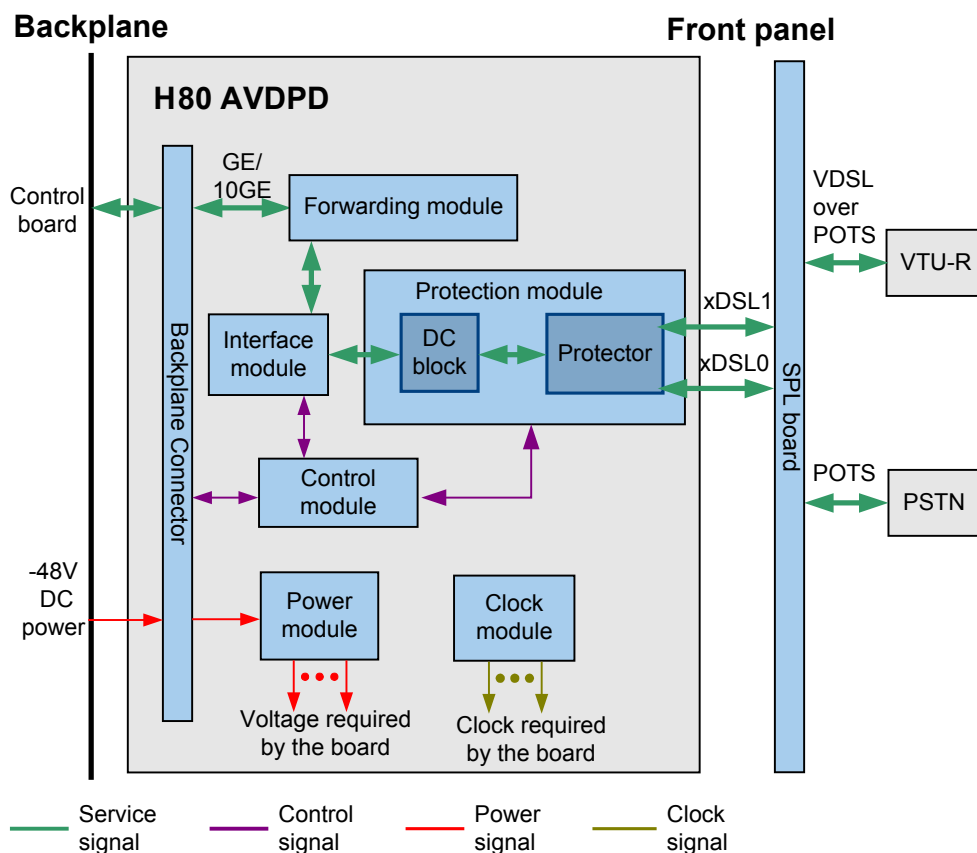 Backplane
Front panel
H80 AVDPD
GE/
10GE
Forwarding module
Control
board
VDSL
over
POTS
VTU-R
Protection module
xDSL1
Interface
module
DC
block
Protector
xDSL0
Backplane Connector
SPL board
Control
module
POTS
PSTN
-48V
DC
power
Power
module
Clock
module
Voltage required
by the board
Clock required
by the board
Service
signal
Control
signal
Power
signal
Clock
signal